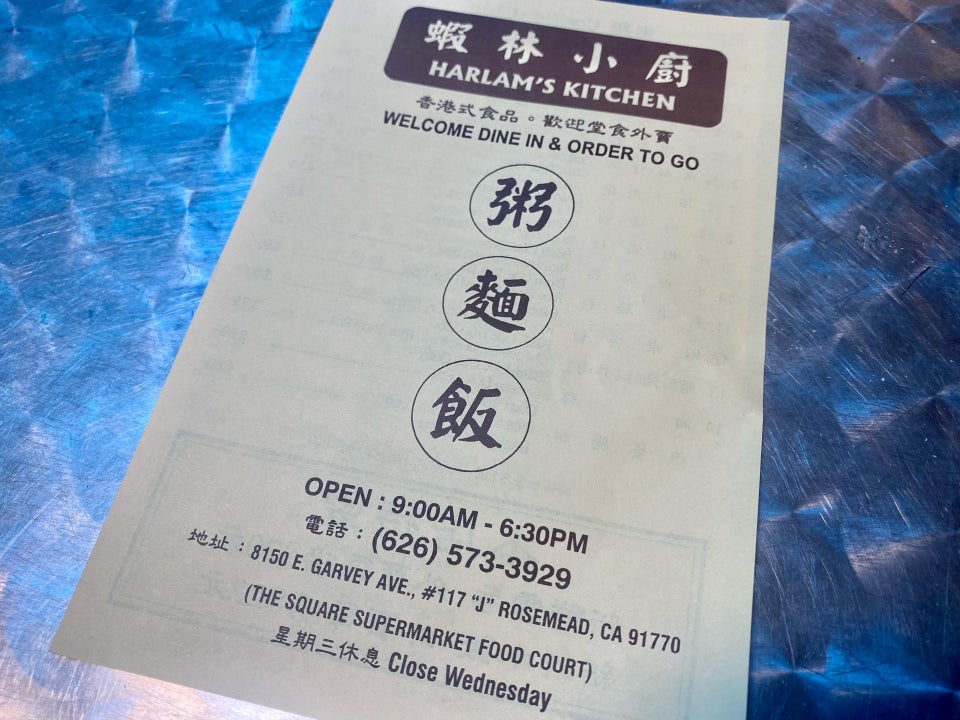 蝦林小廚
HARLAM'S KITCHEN
香港式食品。歡迎堂食外賣
WELCOME DINE IN & ORDER TO GO
粥
麵
飯
OPEN : 9:00AM - 6:30PM
電話：(626) 573-3929
地址：8150 E. GARVEY AVE., #117 "J" ROSEMEAD, CA 91770
(THE SQUARE SUPERMARKET FOOD COURT)
星期三休息 Close Wednesday